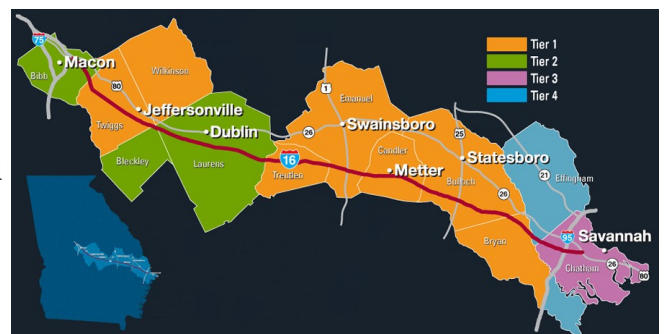 75
Bibb
Macon
80
Wilkinson
Jeffersonville
Twiggs
Dublin
Bleckley
Laurens
1
Emanuel
26
Swainsboro
16
Treutlen
Candler
Metter
25
Statesboro
Bulloch
26
21
Effingham
Bryan
95
Savannah
Chatham
26
80
Tier 1
Tier 2
Tier 3
Tier 4